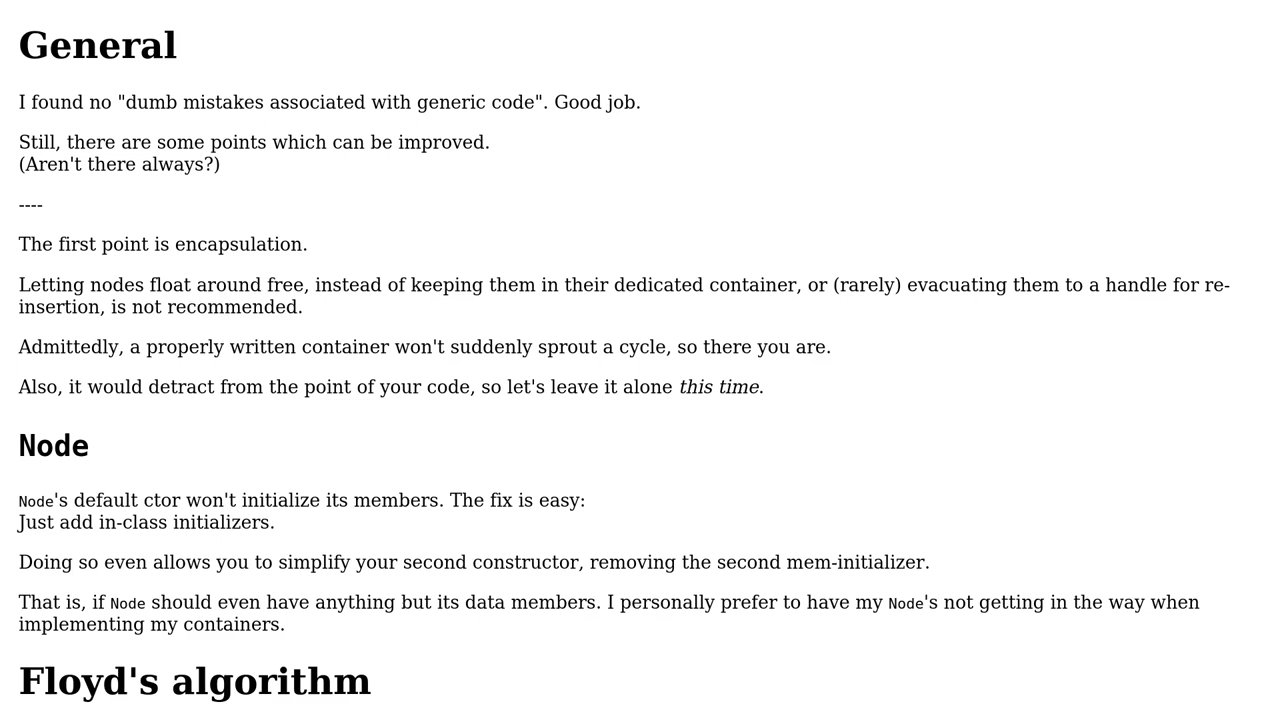 General
I found no "dumb mistakes associated with generic code". Good job.
Still, there are some points which can be improved.
(Aren't there always?)
----
The first point is encapsulation.
Letting nodes float around free, instead of keeping them in their dedicated container, or (rarely) evacuating them to a handle for re-
insertion, is not recommended.
Admittedly, a properly written container won't suddenly sprout a cycle, so there you are.
Also, it would detract from the point of your code, so let's leave it alone this time.
Node
Node's default ctor won't initialize its members. The fix is easy:
Just add in-class initializers.
Doing so even allows you to simplify your second constructor, removing the second mem-initializer.
That is, if Node should even have anything but its data members. I personally prefer to have my Node's not getting in the way when
implementing my containers.
Floyd's algorithm